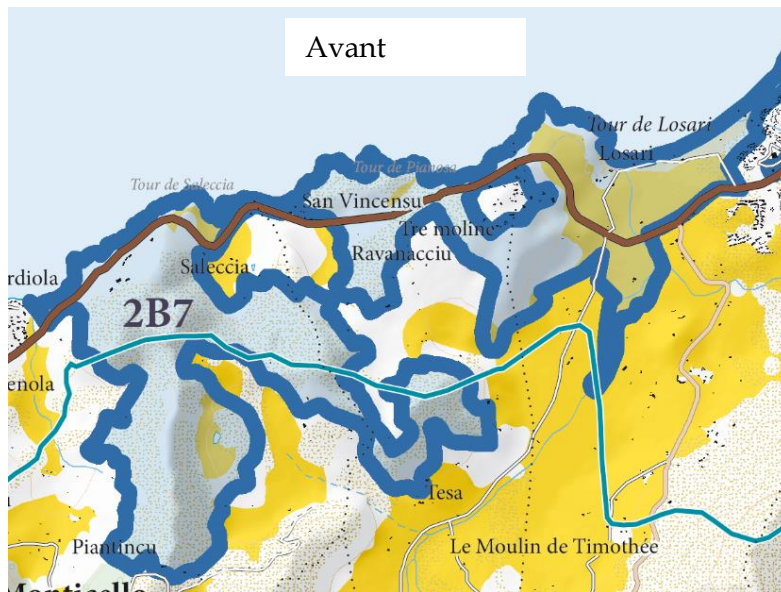 Avant
Tour de Losari
Losari
Tour de Pianosa
Tour de Saleccia
San Vincensu
Tre moline
Ravanacciu
Saleccia
rdiola
2B7
enola
Tesa
Piantincu
Le Moulin de Timothée
Monticello